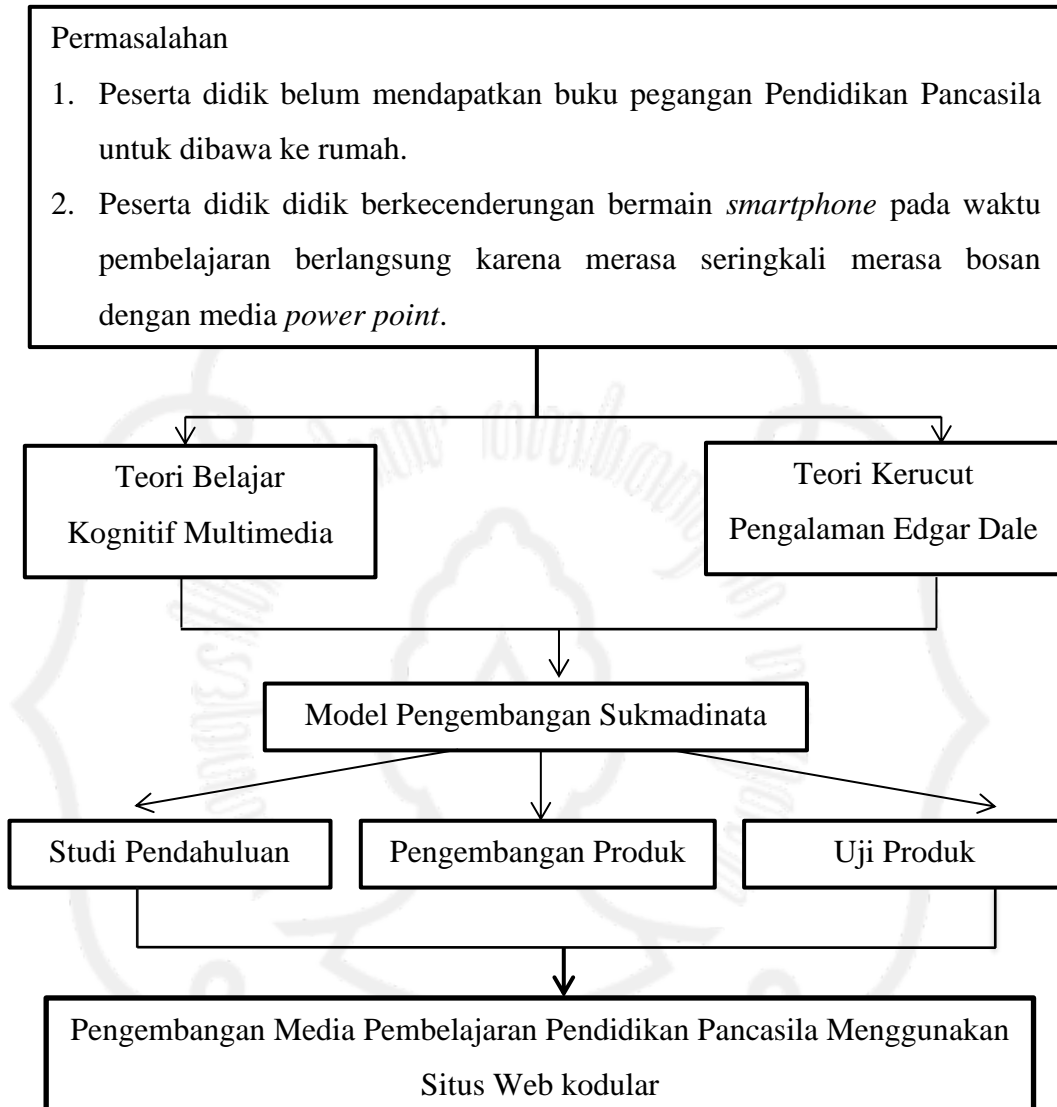 Permasalahan
1. Peserta didik belum mendapatkan buku pegangan Pendidikan Pancasila
untuk dibawa ke rumah.
2. Peserta didik didik berkecenderungan bermain smartphone pada waktu
pembelajaran berlangsung karena merasa seringkali merasa bosan
dengan media power point.
Teori Belajar
Kognitif Multimedia
Teori Kerucut
Pengalaman Edgar Dale
Model Pengembangan Sukmadinata
Studi Pendahuluan
Pengembangan Produk
Uji Produk
Pengembangan Media Pembelajaran Pendidikan Pancasila Menggunakan
Situs Web kodular